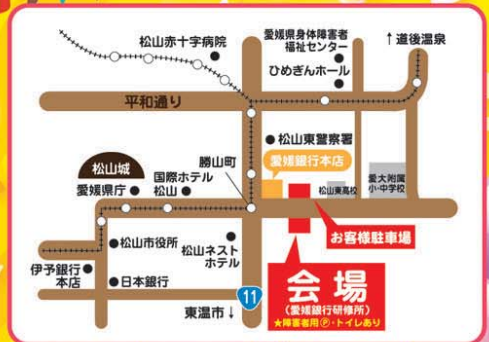 松山赤十字病院
愛媛県身体障害者
福祉センター
ひめぎんホール
↑道後温泉
平和通り
松山東警察署
松山城
勝山町
愛媛銀行本店
愛媛県庁
国際ホテル
松山
松山東高校
愛大附属
小・中学校
お客様駐車場
松山市役所
松山ネスト
ホテル
伊予銀行
本店
日本銀行
会場
(愛媛銀行研修所)
★障害者用Ⓟ・トイレあり
11
東温市↓